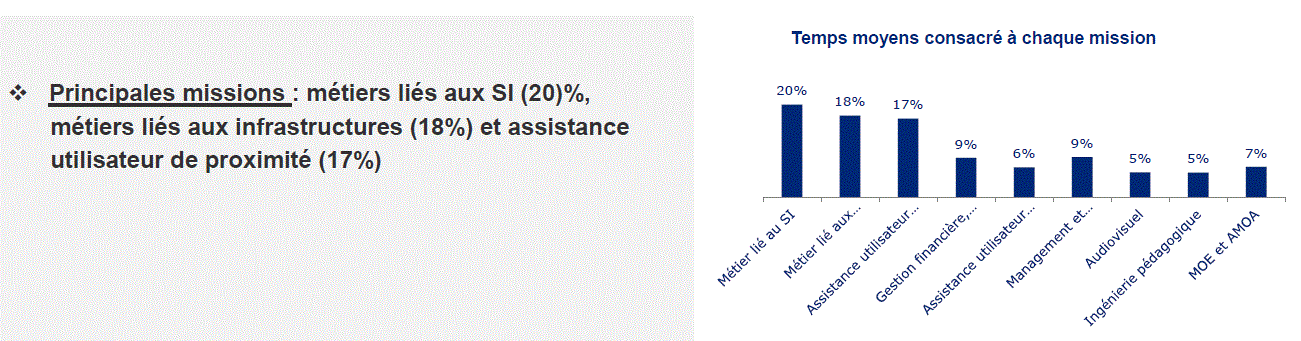 ❖ Principales missions : métiers liés aux SI (20)%,
métiers liés aux infrastructures (18%) et assistance
utilisateur de proximité (17%)
Temps moyens consacré à chaque mission
20%
18%
17%
9%
6%
9%
5%
5%
7%
Métier lié au SI
Métier lié aux...
Assistance utilisateur...
Gestion financière,...
Assistance utilisateur...
Management et...
Audiovisuel
Ingénierie pédagogique
MOE et AMOA